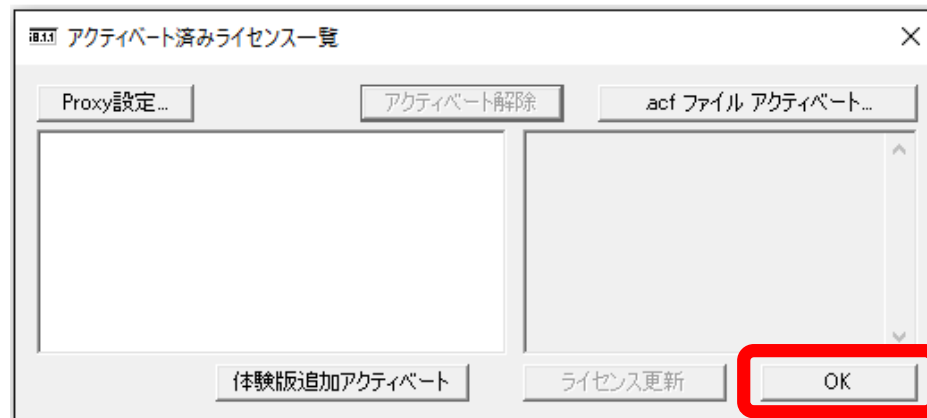 アクティベート済みライセンス一覧
Proxy設定... アクティベート解除 .acf ファイル アクティベート...
体験版追加アクティベート ライセンス更新 OK